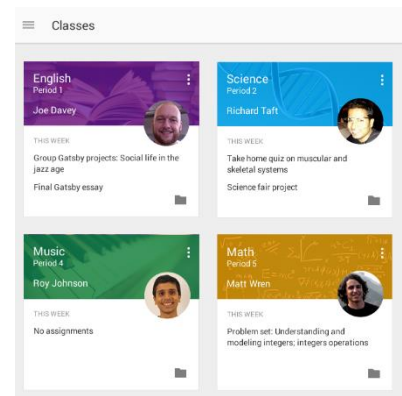 Classes
English
Period 1
Joe Davey
THIS WEEK
Group Gatsby projects: Social life in the
jazz age
Final Gatsby essay
Science
Period 2
Richard Taft
THIS WEEK
Take home quiz on muscular and
skeletal systems
Science fair project
Music
Period 4
Roy Johnson
THIS WEEK
No assignments
Math
Period 5
Matt Wren
THIS WEEK
Problem set: Understanding and
modeling integers; integers operations